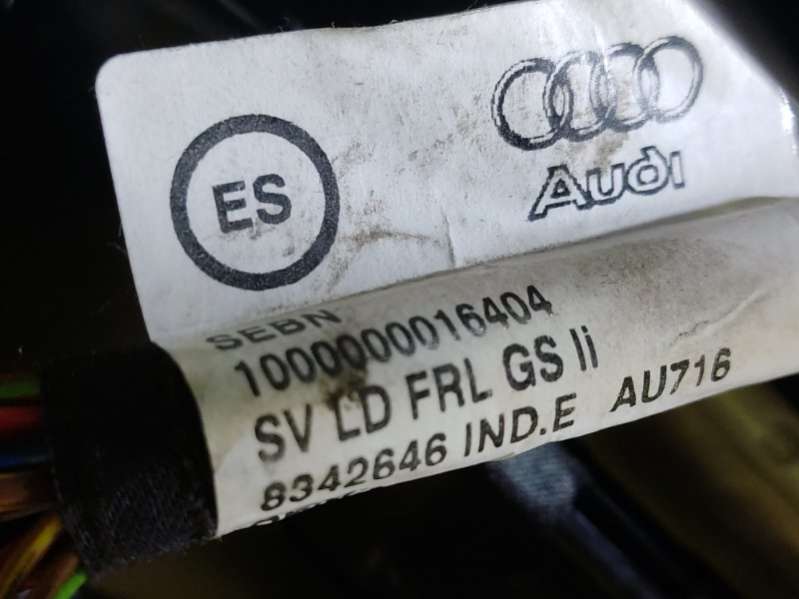 Audi
ES
SEBN
1000000016404
SV LD FRL GS li
8342646 IND.E AU716